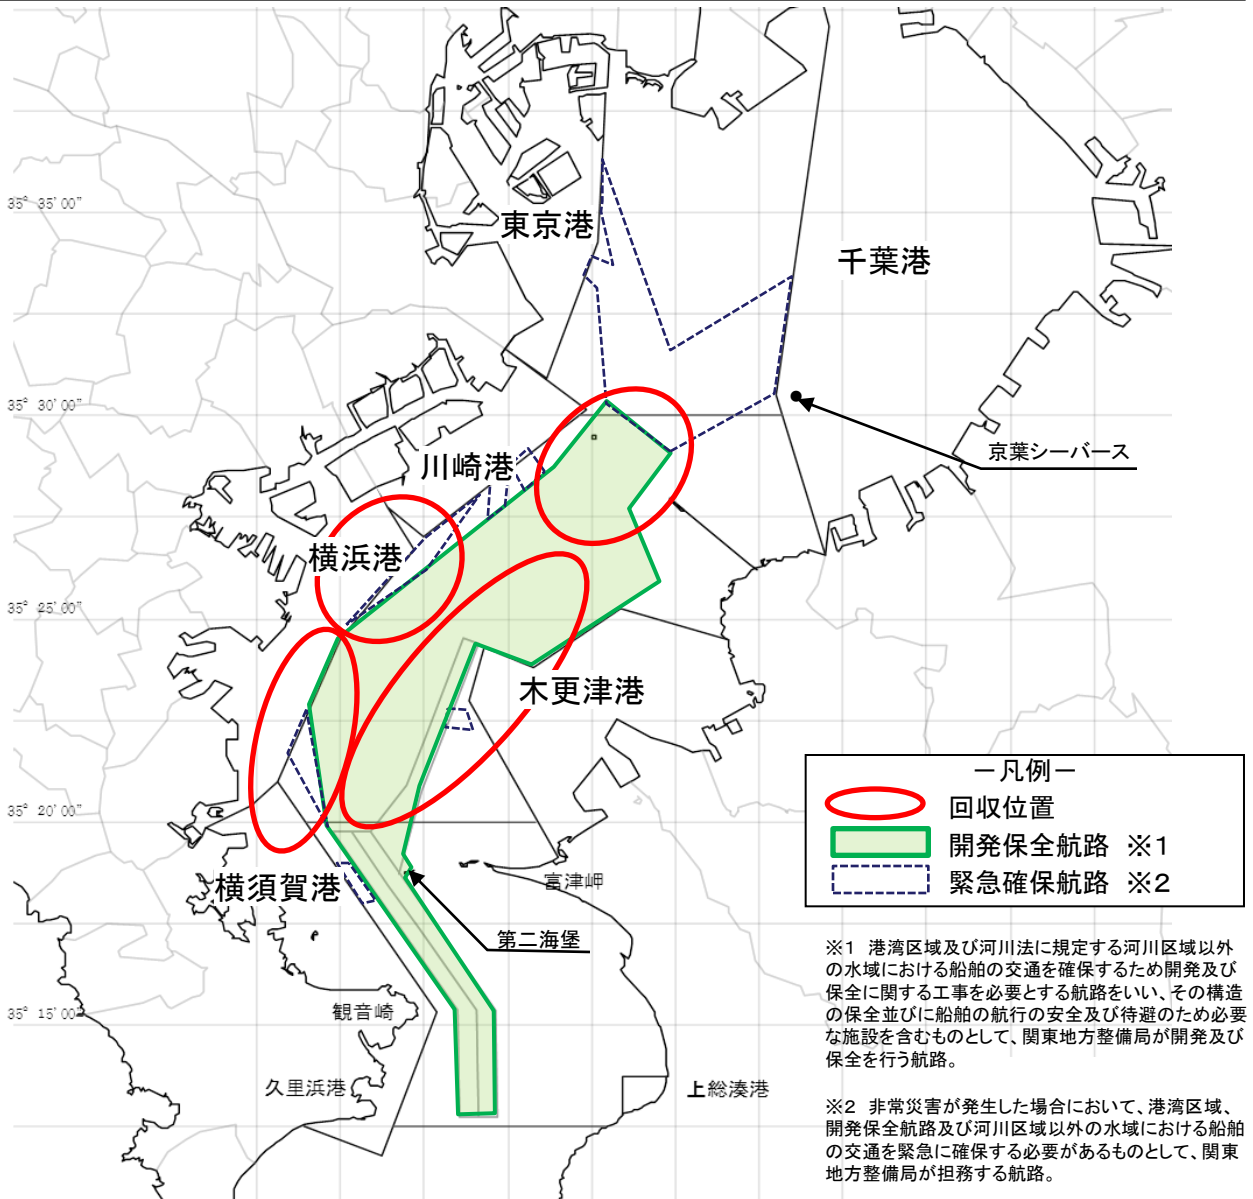 東京港
35° 35' 00"
千葉港
35° 30' 00"
京葉シーバース
川崎港
横浜港
35° 25' 00"
木更津港
－凡例－
回収位置
35° 20' 00"
開発保全航路 ※1
緊急確保航路 ※2
横須賀港
富津岬
第二海堡
観音崎
35° 15' 00"
久里浜港
上総湊港
※1 港湾区域及び河川法に規定する河川区域以外
の水域における船舶の交通を確保するため開発及び
保全に関する工事を必要とする航路をいい、その構造
の保全並びに船舶の航行の安全及び待避のため必要
な施設を含むものとして、関東地方整備局が開発及び
保全を行う航路。
※2 非常災害が発生した場合において、港湾区域、
開発保全航路及び河川区域以外の水域における船舶
の交通を緊急に確保する必要があるものとして、関東
地方整備局が担務する航路。